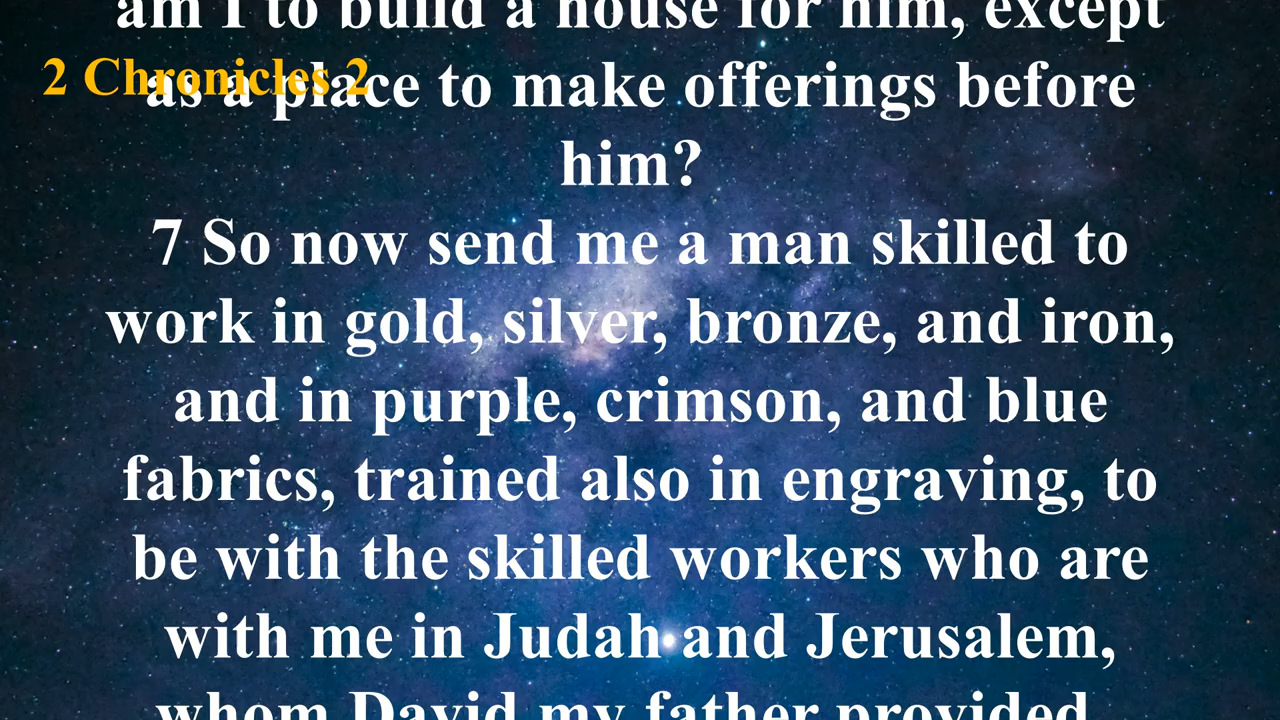 am I to build a house for him, except
2 Chronicles 2
as a place to make offerings before
him?
7 So now send me a man skilled to
work in gold, silver, bronze, and iron,
and in purple, crimson, and blue
fabrics, trained also in engraving, to
be with the skilled workers who are
with me in Judah and Jerusalem,
whom David my father provided.